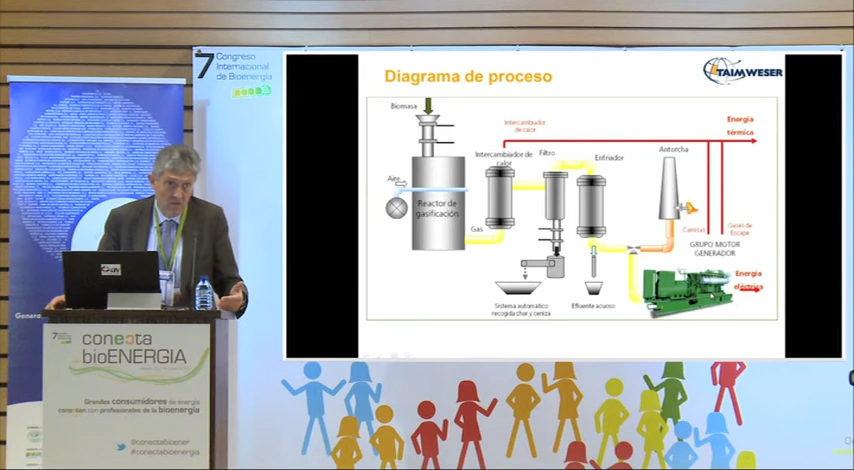 7 Congreso
Internacional
de Bioenergía
Diagrama de proceso
TAIM WESER
Biomasa
Aire
Reactor de
gasificación
Gas
Intercambiador
de calor
Intercambiador de
calor
Filtro
Enfriador
Antorcha
Energía
térmica
Camisas
Gases de
Escape
GRUPO MOTOR
GENERADOR
Energía
eléctrica
Sistema automático
recogida char y ceniza
Efluente acuoso
conecta
bioENERGIA
Grandes consumidores de energía
conectan con profesionales de la bioenergía
@conectabioener
#conectabioenergia